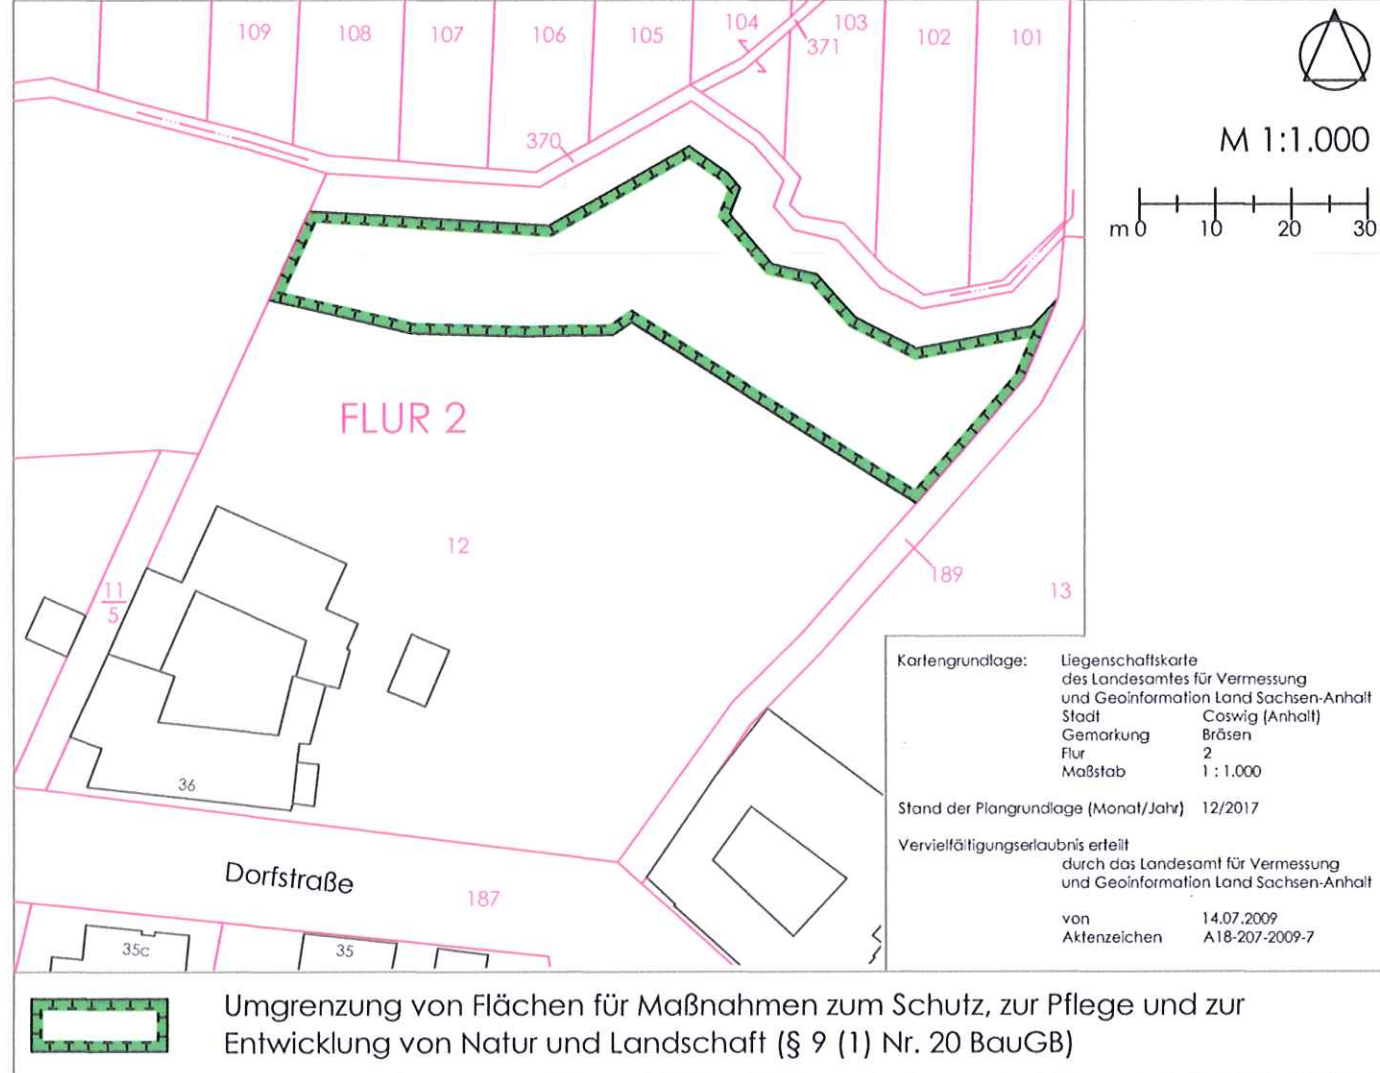 109
108
107
106
105
104
103
102
101
371
370
M 1:1.000
m 0 10 20 30
FLUR 2
12
189
13
11
5
36
Dorfstraße
187
35c
35
Kartengrundlage: Liegenschaftskarte
des Landesamtes für Vermessung
und Geoinformation Land Sachsen-Anhalt
Stadt Coswig (Anhalt)
Gemarkung Bräsen
Flur 2
Maßstab 1 : 1.000
Stand der Plangrundlage (Monat/Jahr) 12/2017
Vervielfältigungserlaubnis erteilt
durch das Landesamt für Vermessung
und Geoinformation Land Sachsen-Anhalt
von 14.07.2009
Aktenzeichen A18-207-2009-7
Umgrenzung von Flächen für Maßnahmen zum Schutz, zur Pflege und zur
Entwicklung von Natur und Landschaft (§ 9 (1) Nr. 20 BauGB)